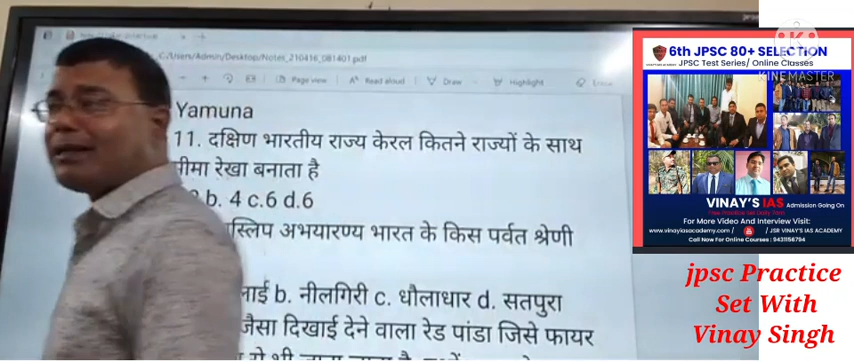 C:/Users/Admin/Desktop/Notes_210416_081401.pdf
Page view
Read aloud
Draw
Highlight
Erase
Yamuna
11. दक्षिण भारतीय राज्य केरल कितने राज्यों के साथ
सीमा रेखा बनाता है
b. 4 c.6 d.6
अभयारण्य भारत के किस पर्वत श्रेणी
b. नीलगिरी c. धौलाधार d. सतपुरा
जैसा दिखाई देने वाला रेड पांडा जिसे फायर
6th JPSC 80+ SELECTION
JPSC Test Series/ Online Classes
KINEMASTER
VINAY'S IAS Admission Going On
For More Video And Interview Visit:
www.vinayiasacademy.com / JSR VINAY'S IAS ACADEMY
Call Now For Online Courses : 9431156794
jpsc Practice
Set With
Vinay Singh